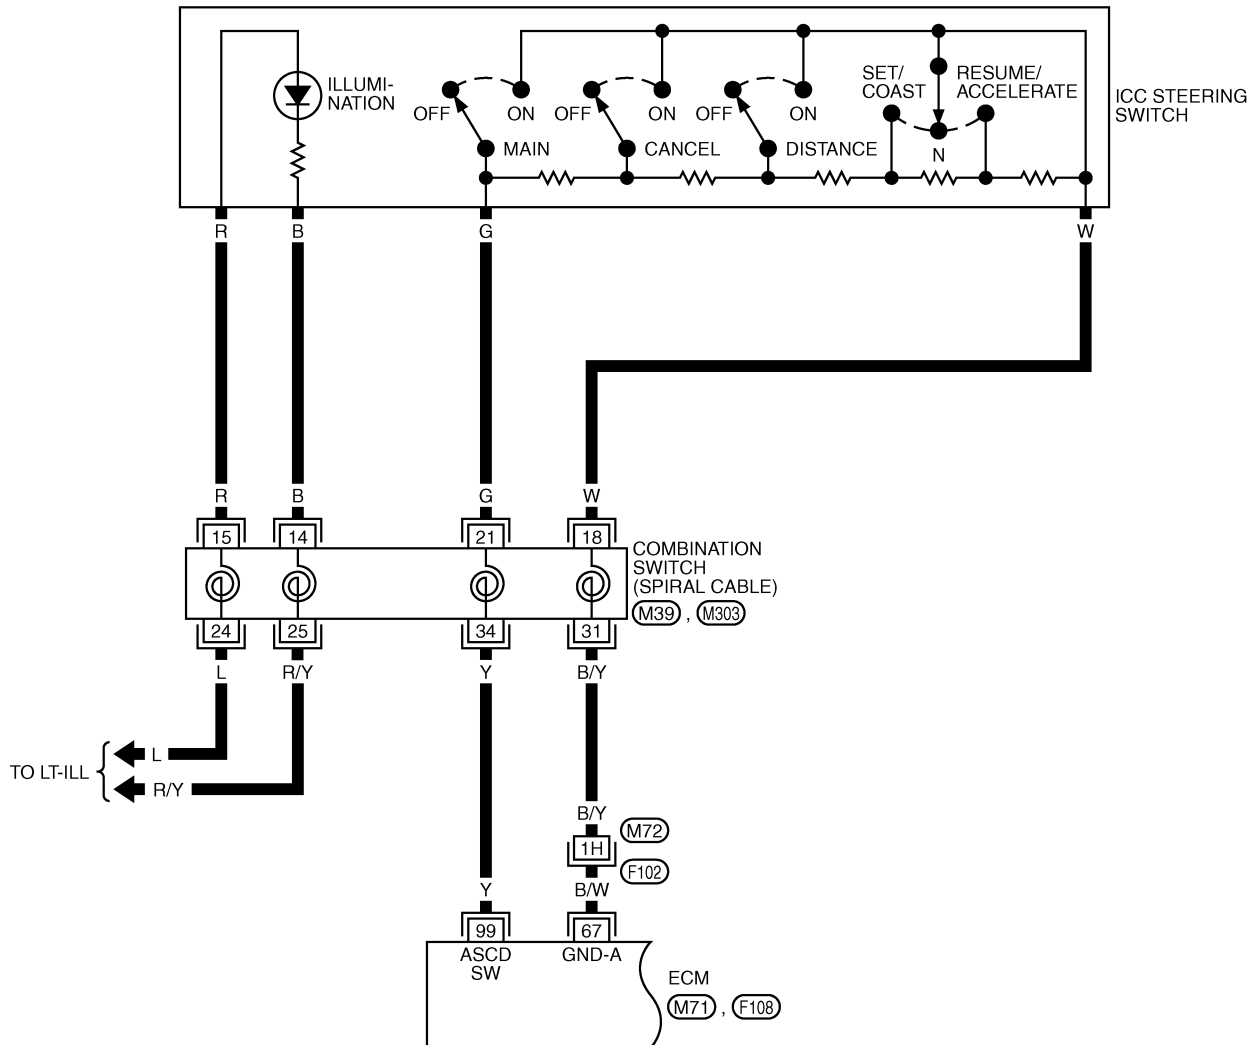 ILLUMI-
NATION
OFF
ON
MAIN
OFF
ON
CANCEL
OFF
ON
DISTANCE
SET/
COAST
RESUME/
ACCELERATE
N
ICC STEERING
SWITCH
R
B
G
W
R
B
G
W
15
14
21
18
COMBINATION
SWITCH
(SPIRAL CABLE)
M39 , M303
24
25
34
31
L
R/Y
Y
B/Y
TO LT-ILL
L
R/Y
B/Y
M72
1H
F102
Y
B/W
99
67
ASCD
SW
GND-A
ECM
M71 , F108